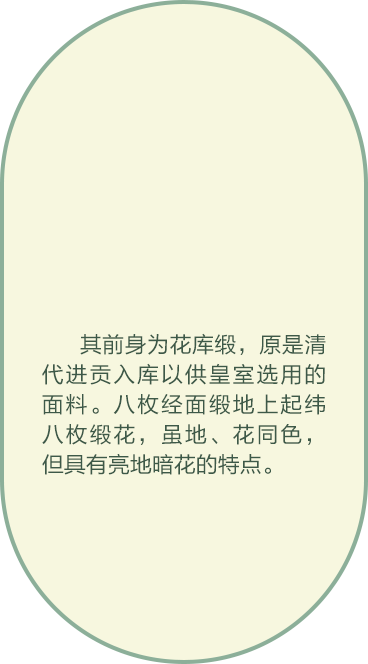 其前身为花库缎，原是清
代进贡入库以供皇室选用的
面料。八枚经面缎地上起纬
八枚缎花，虽地、花同色，
但具有亮地暗花的特点。